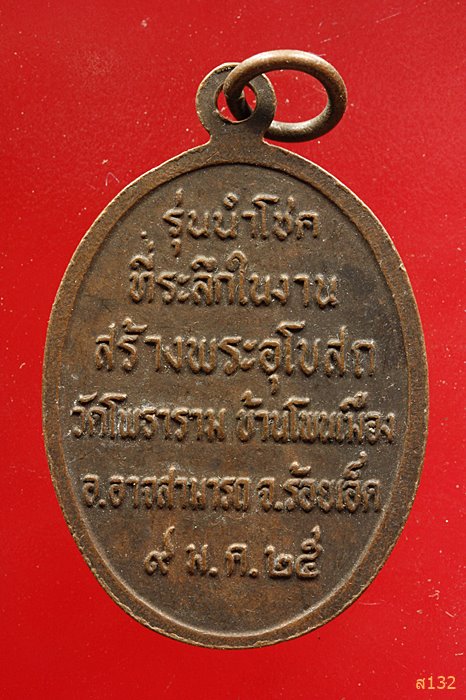 รุ่นนำโชค
ที่ระลึกในงาน
สร้างพระอุโบสถ
วัดโพธาราม บ้านโพนเมือง
อ.อาจสามารถ จ.ร้อยเอ็ด
๙ ม.ค.๒๕
ส132